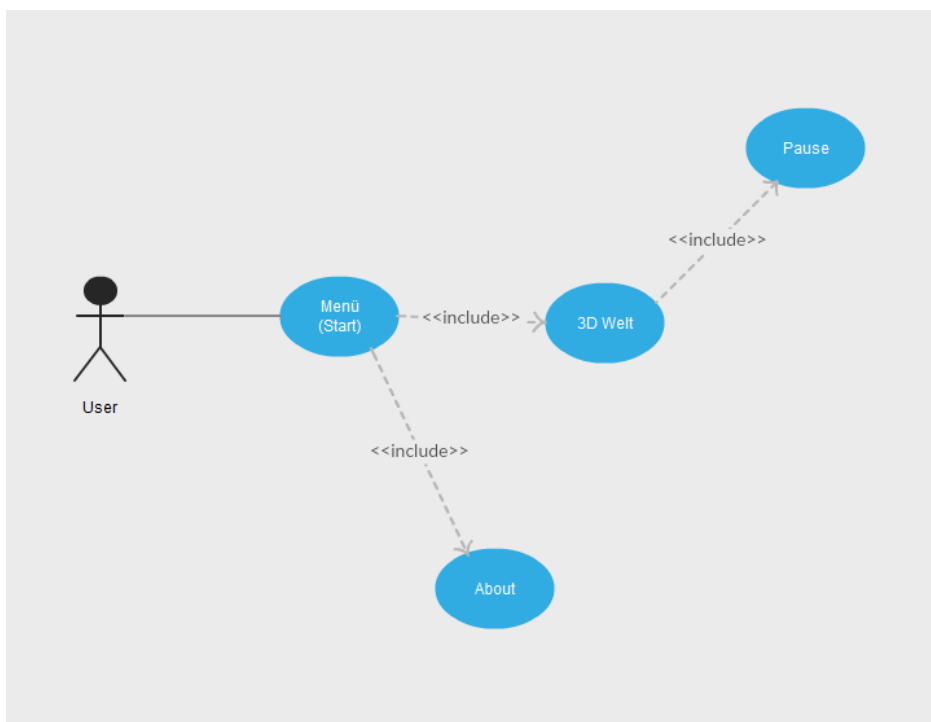 Pause
<<include>>
Menü
(Start)
<<include>>
3D Welt
User
<<include>>
About